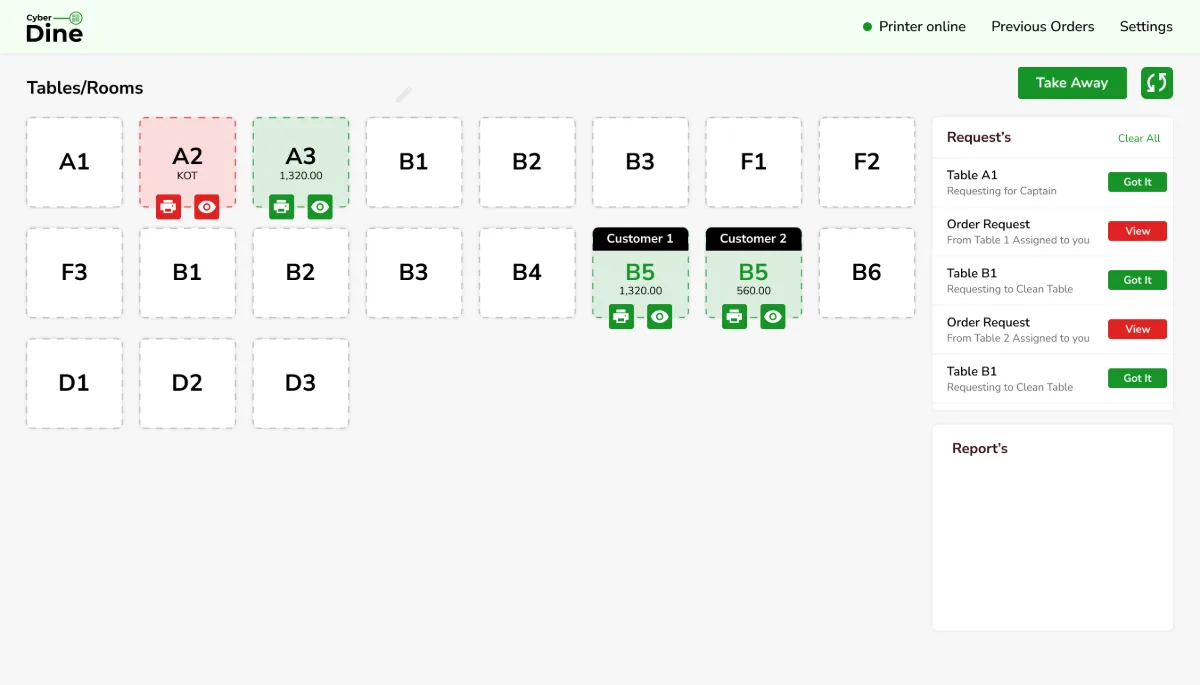 Cyber
Dine
Printer online
Previous Orders
Settings
Tables/Rooms
Take Away
A1
A2
KOT
A3
1,320.00
B1
B2
B3
F1
F2
F3
B1
B2
B3
B4
Customer 1
B5
1,320.00
Customer 2
B5
560.00
B6
D1
D2
D3
Request's
Clear All
Table A1
Requesting for Captain
Got It
Order Request
From Table 1 Assigned to you
View
Table B1
Requesting to Clean Table
Got It
Order Request
From Table 2 Assigned to you
View
Table B1
Requesting to Clean Table
Got It
Report's